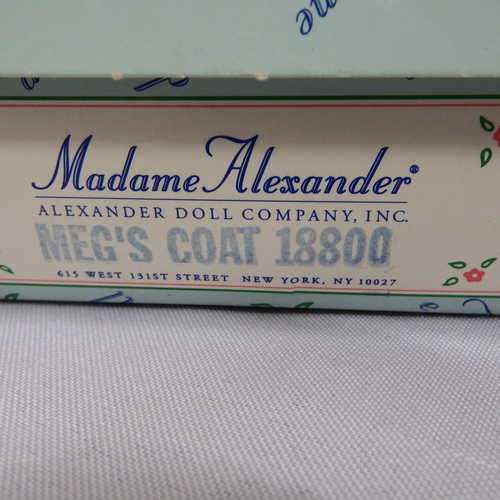 Madame Alexander®
ALEXANDER DOLL COMPANY, INC.
MEG'S COAT 18800
615 WEST 131ST STREET NEW YORK, NY 10027